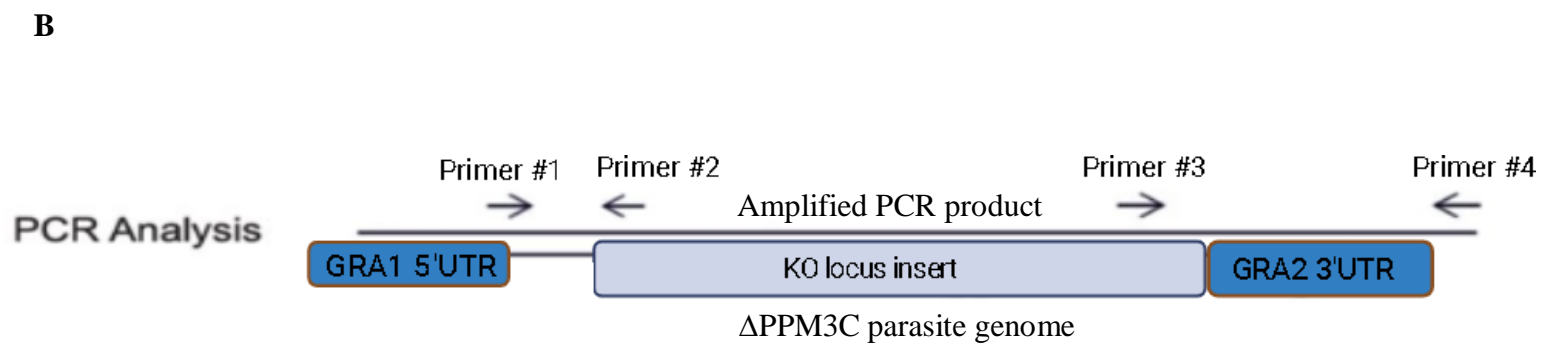 B
Primer #1 Primer #2 Primer #3 Primer #4
Amplified PCR product
PCR Analysis
GRA1 5'UTR KO locus insert GRA2 3'UTR
ΔPPM3C parasite genome